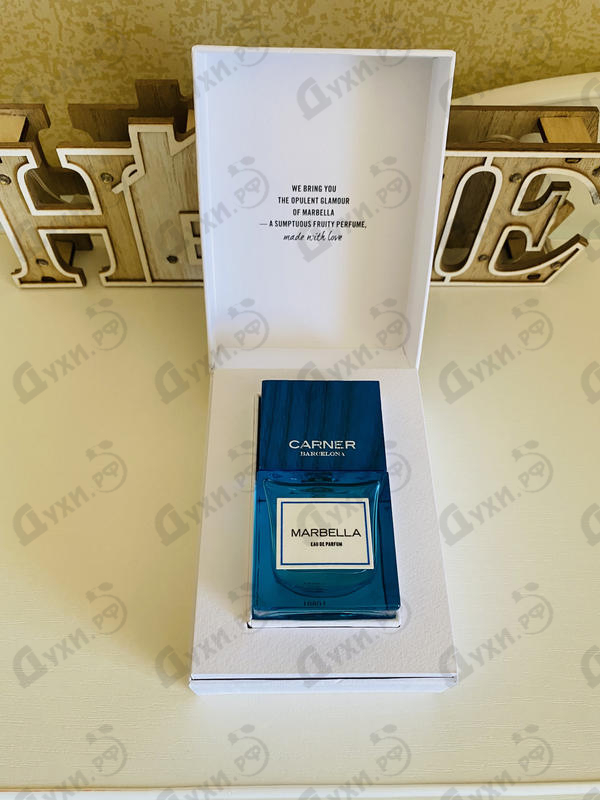 WE BRING YOU
THE OPULENT GLAMOUR
OF MARBELLA
— A SUMPTUOUS FRUITY PERFUME,
made with love
CARNER
BARCELONA
MARBELLA
EAU DE PARFUM
Духи.рф